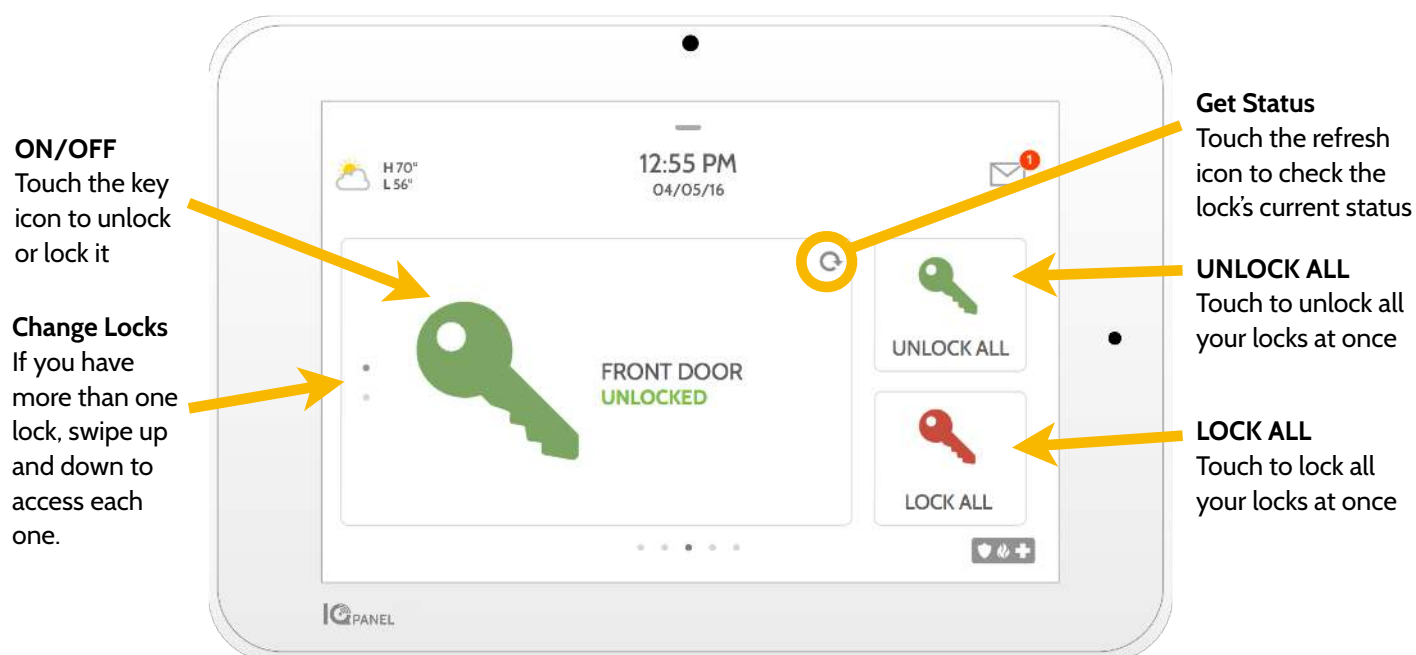 ON/OFF
Touch the key
icon to unlock
or lock it
Change Locks
If you have
more than one
lock, swipe up
and down to
access each
one.
H 70°
L 56°
12:55 PM
04/05/16
1
FRONT DOOR
UNLOCKED
UNLOCK ALL
LOCK ALL
IQ PANEL
Get Status
Touch the refresh
icon to check the
lock's current status
UNLOCK ALL
Touch to unlock all
your locks at once
LOCK ALL
Touch to lock all
your locks at once